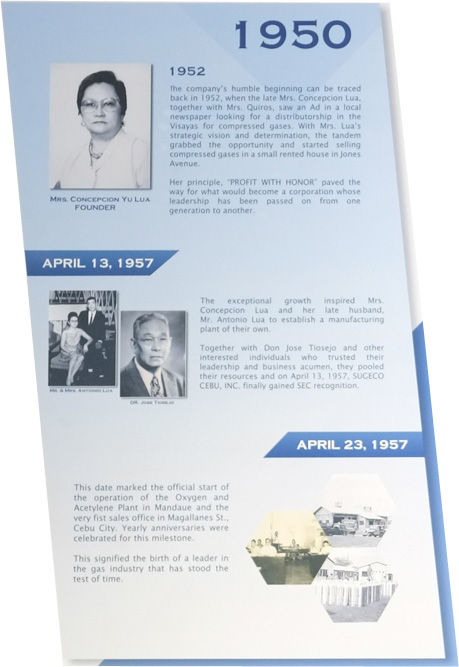 1950
1952
The company's humble beginning can be traced
back in 1952, when the late Mrs. Concepcion Lua,
together with Mrs. Quiros, saw an Ad in a local
newspaper looking for a distributorship in the
Visayas for compressed gases. With Mrs. Lua's
strategic vision and determination, the tandem
grabbed the opportunity and started selling
compressed gases in a small rented house in Jones
Avenue.
Her principle, "PROFIT WITH HONOR" paved the
way for what would become a corporation whose
leadership has been passed on from one
generation to another.
MRS. CONCEPCION YU LUA
FOUNDER
APRIL 13, 1957
The exceptional growth inspired Mrs.
Concepcion Lua and her late husband,
Mr. Antonio Lua to establish a manufacturing
plant of their own.
Together with Don Jose Tiosejo and other
interested individuals who trusted their
leadership and business acumen, they pooled
their resources and on April 13, 1957, SUGECO
CEBU, INC. finally gained SEC recognition.
MR. & MRS. ANTONIO LUA
DR. JOSE TIOSEJO
APRIL 23, 1957
This date marked the official start of
the operation of the Oxygen and
Acetylene Plant in Mandaue and the
very fist sales office in Magallanes St.,
Cebu City. Yearly anniversaries were
celebrated for this milestone.
This signified the birth of a leader in
the gas industry that has stood the
test of time.